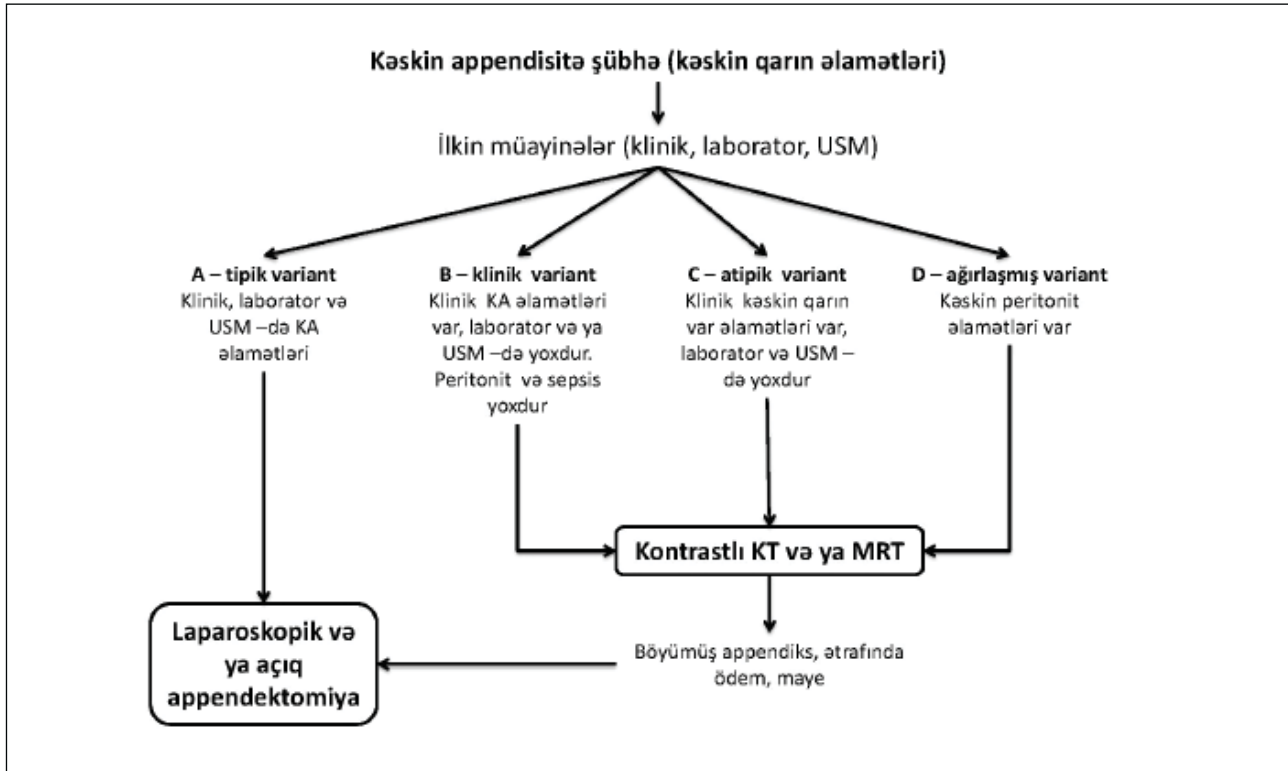 Kəskin appendisitə şübhə (kəskin qarın əlamətləri)
İlkin müayinələr (klinik, laborator, USM)
A – tipik variant
Klinik, laborator və
USM –də KA
əlamətləri
B – klinik variant
Klinik KA əlamətləri
var, laborator və ya
USM –də yoxdur.
Peritonit və sepsis
yoxdur
C – atipik variant
Klinik kəskin qarın
var əlamətləri var,
laborator və USM –
də yoxdur
D – ağırlaşmış variant
Kəskin peritonit
əlamətləri var
Kontrastlı KT və ya MRT
Laparoskopik və
ya açıq
appendektomiya
Böyümüş appendiks, ətrafında
ödem, maye